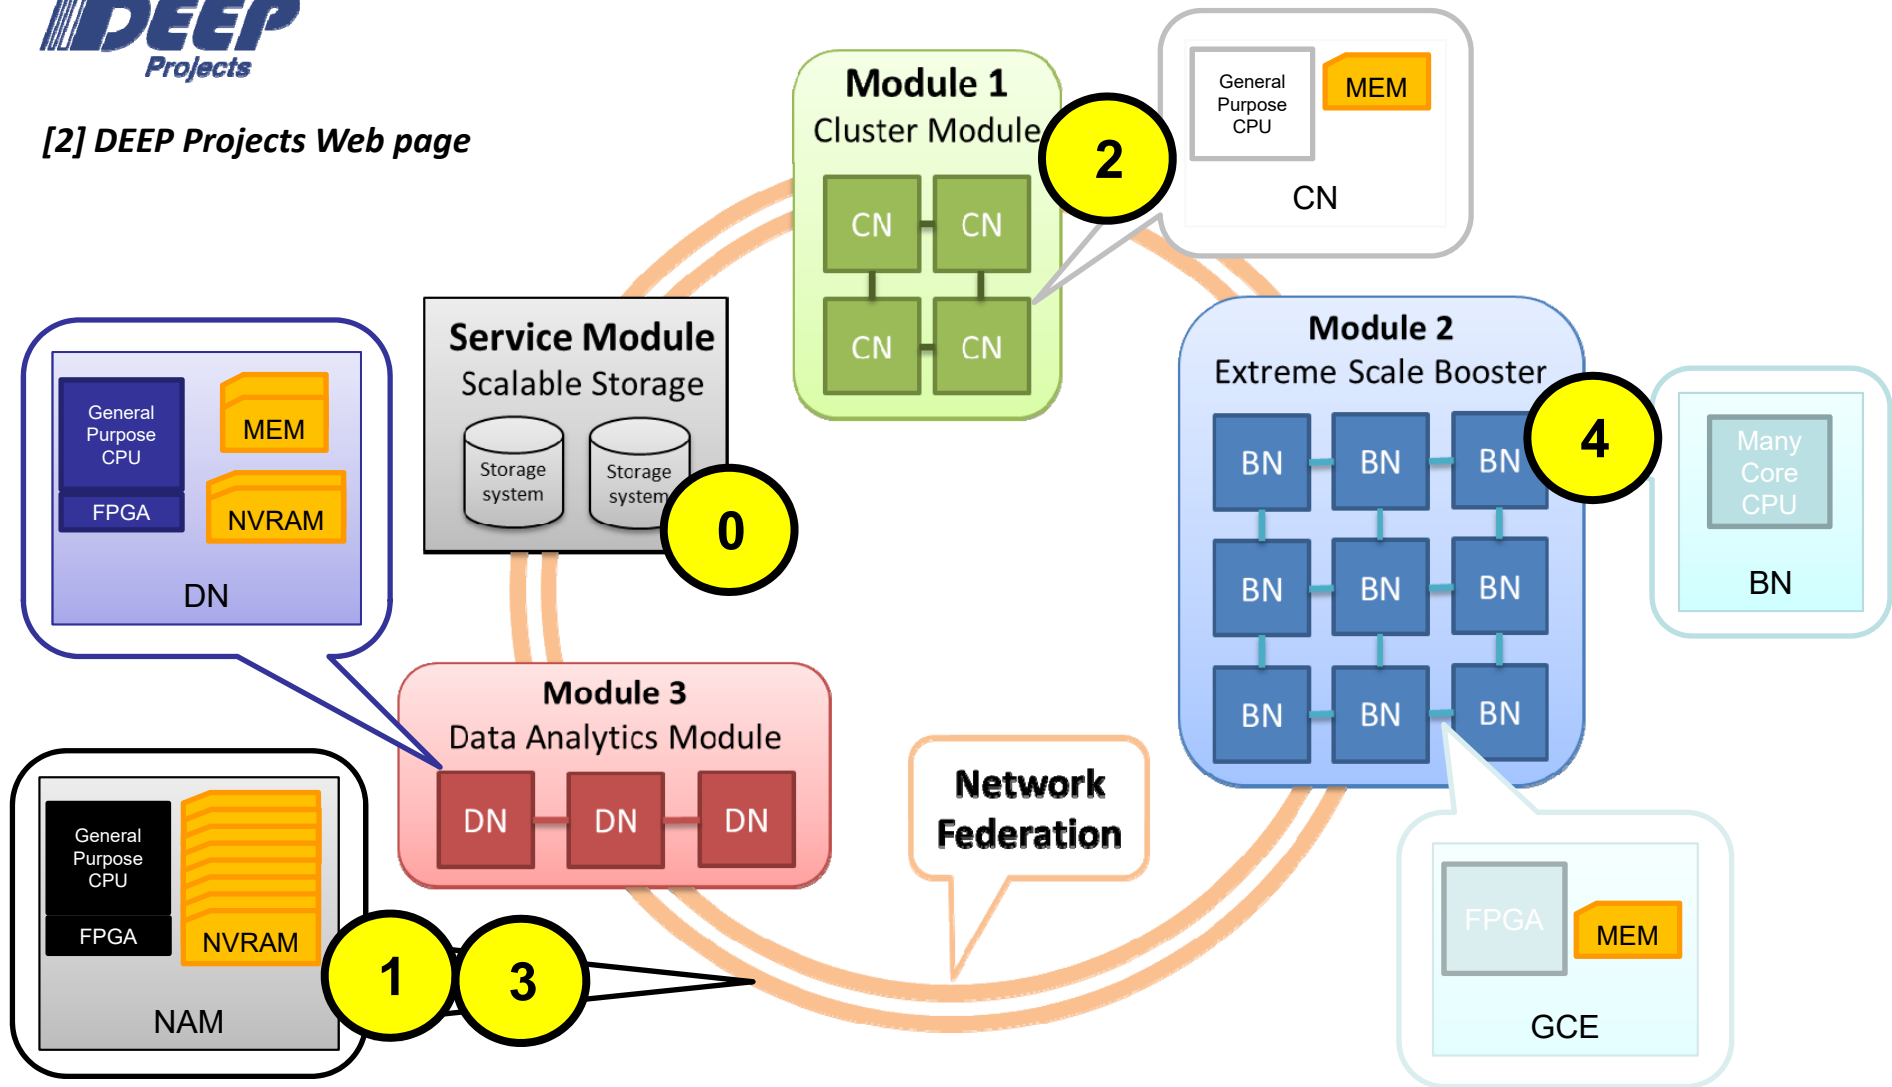 DEEP
Projects
[2] DEEP Projects Web page
Module 1
Cluster Module
CN
CN
CN
CN
2
General
Purpose
CPU
MEM
CN
Service Module
Scalable Storage
Storage
system
Storage
system
0
General
Purpose
CPU
FPGA
MEM
NVRAM
DN
Module 2
Extreme Scale Booster
BN
BN
BN
BN
BN
BN
BN
BN
BN
4
Many
Core
CPU
BN
Module 3
Data Analytics Module
DN
DN
DN
Network
Federation
General
Purpose
CPU
FPGA
NVRAM
NAM
1
3
FPGA
MEM
GCE